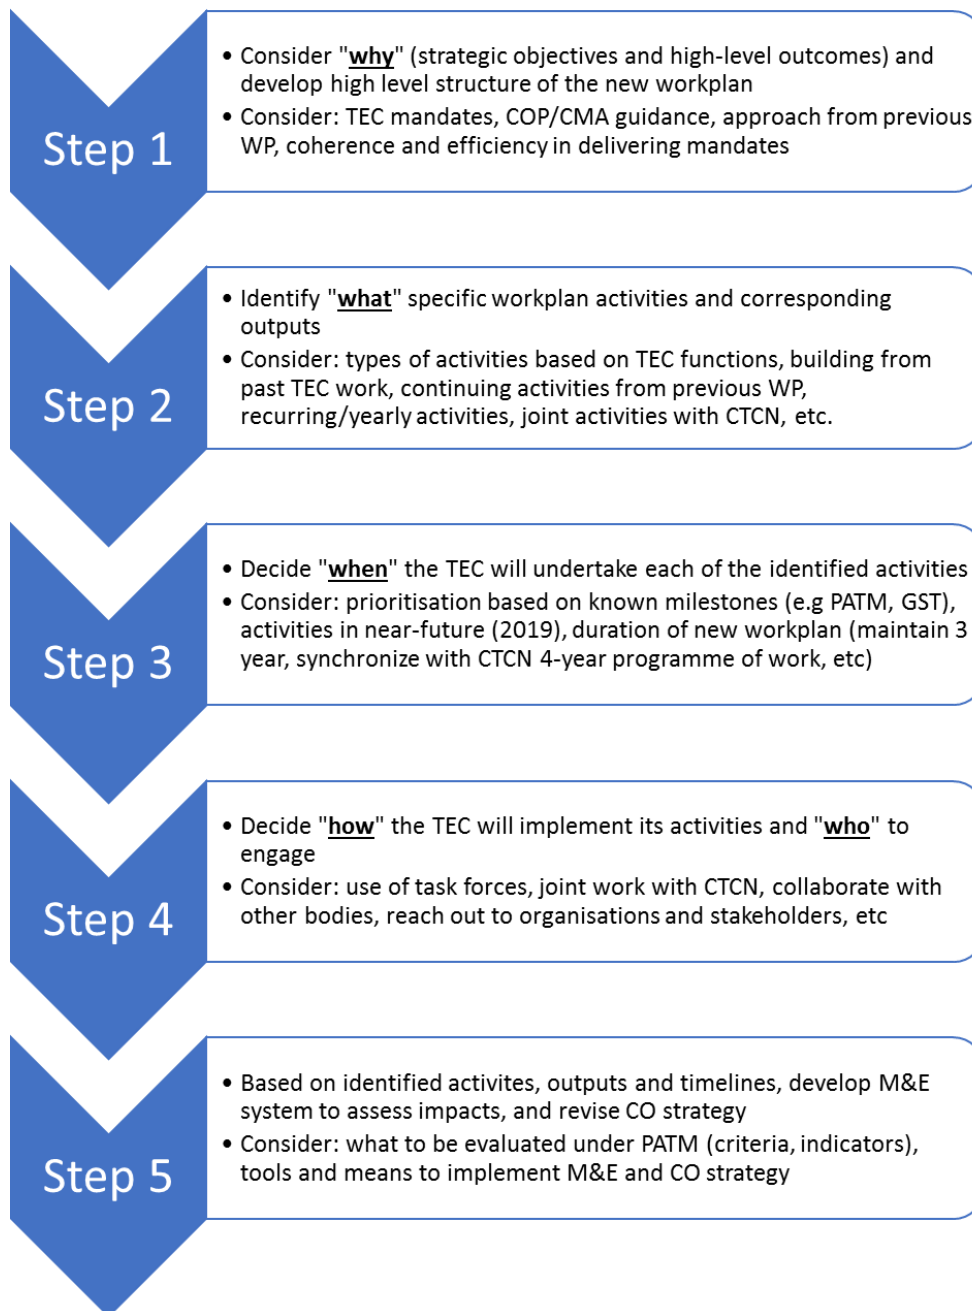 Step 1
• Consider "why" (strategic objectives and high-level outcomes) and
develop high level structure of the new workplan
• Consider: TEC mandates, COP/CMA guidance, approach from previous
WP, coherence and efficiency in delivering mandates
Step 2
• Identify "what" specific workplan activities and corresponding
outputs
• Consider: types of activities based on TEC functions, building from
past TEC work, continuing activities from previous WP,
recurring/yearly activities, joint activities with CTCN, etc.
Step 3
• Decide "when" the TEC will undertake each of the identified activities
• Consider: prioritisation based on known milestones (e.g PATM, GST),
activities in near-future (2019), duration of new workplan (maintain 3
year, synchronize with CTCN 4-year programme of work, etc)
Step 4
• Decide "how" the TEC will implement its activities and "who" to
engage
• Consider: use of task forces, joint work with CTCN, collaborate with
other bodies, reach out to organisations and stakeholders, etc
Step 5
• Based on identified activites, outputs and timelines, develop M&E
system to assess impacts, and revise CO strategy
• Consider: what to be evaluated under PATM (criteria, indicators),
tools and means to implement M&E and CO strategy